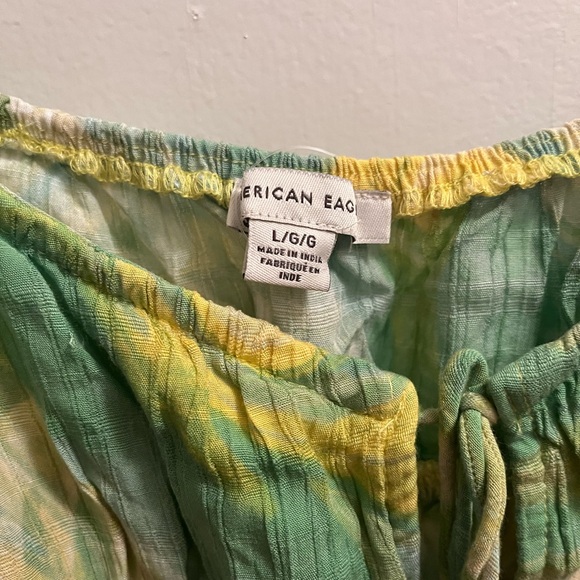 ERICAN EAG
L/G/G
MADE IN INDIA
FABRIQUÉ EN
INDE